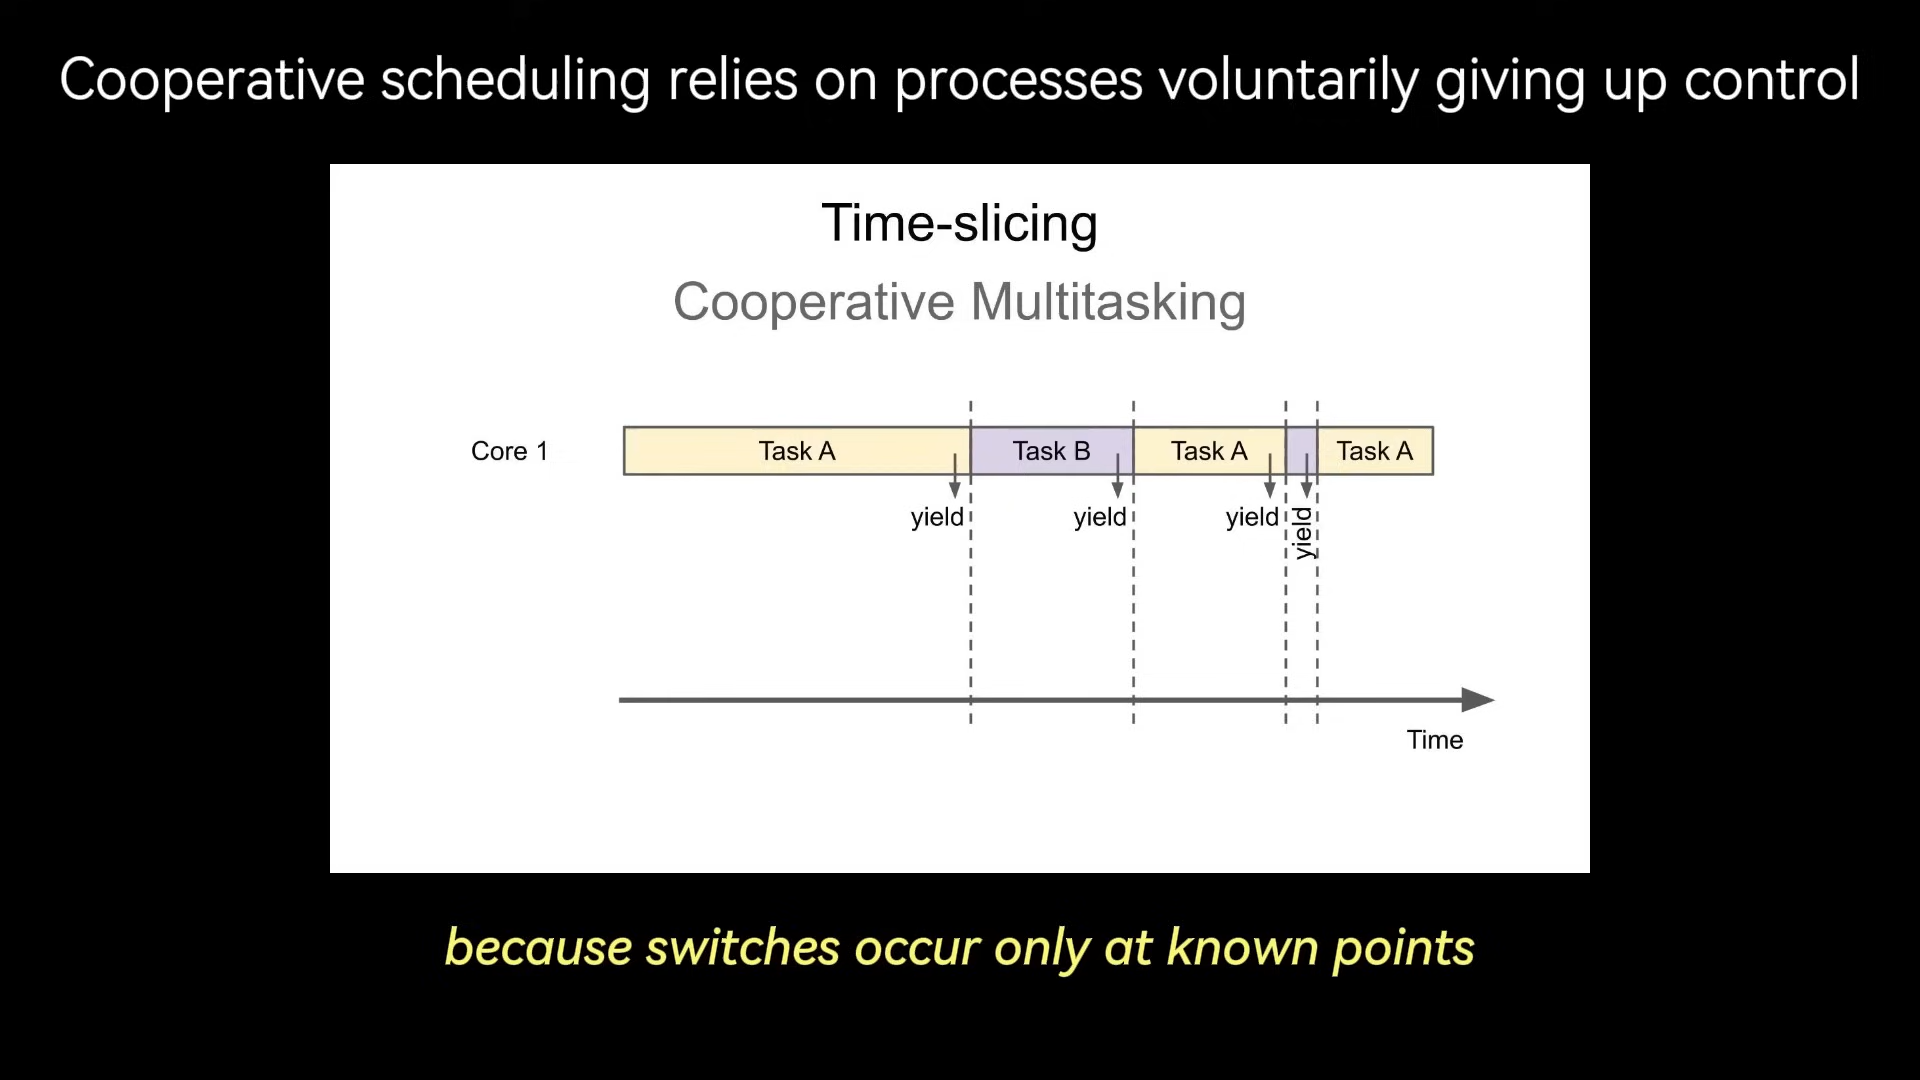 Cooperative scheduling relies on processes voluntarily giving up control
Time-slicing
Cooperative Multitasking
Core 1
Task A
Task B
Task A
Task A
yield
yield
yield
yield
Time
because switches occur only at known points